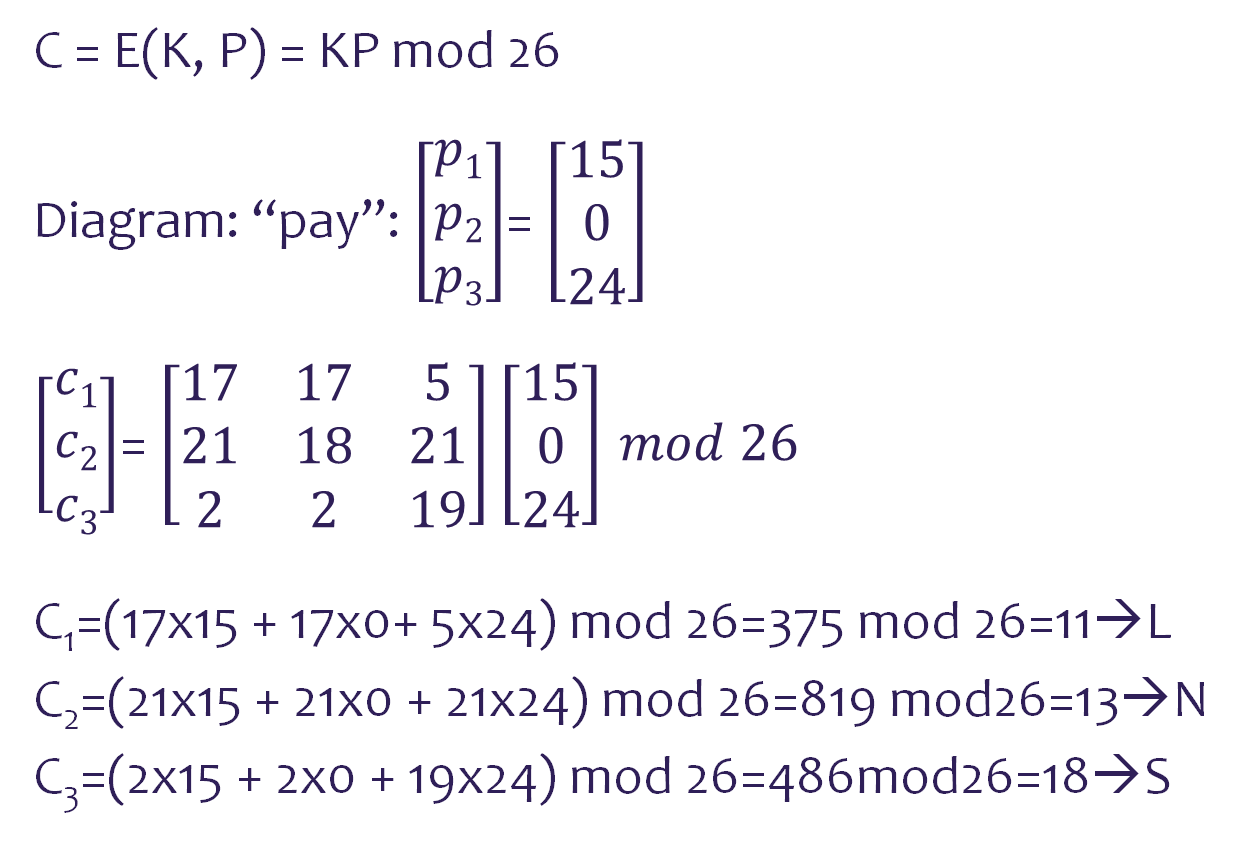 C = E(K, P) = KP mod 26
Diagram: “pay”: [p₁ p₂ p₃] = [15 0 24]
[c₁ c₂ c₃] = [17 17 5
21 18 21
2 2 19] [15 0 24] mod 26
C₁=(17x15 + 17x0+ 5x24) mod 26=375 mod 26=11→L
C₂=(21x15 + 21x0 + 21x24) mod 26=819 mod26=13→N
C₃=(2x15 + 2x0 + 19x24) mod 26=486mod26=18→S